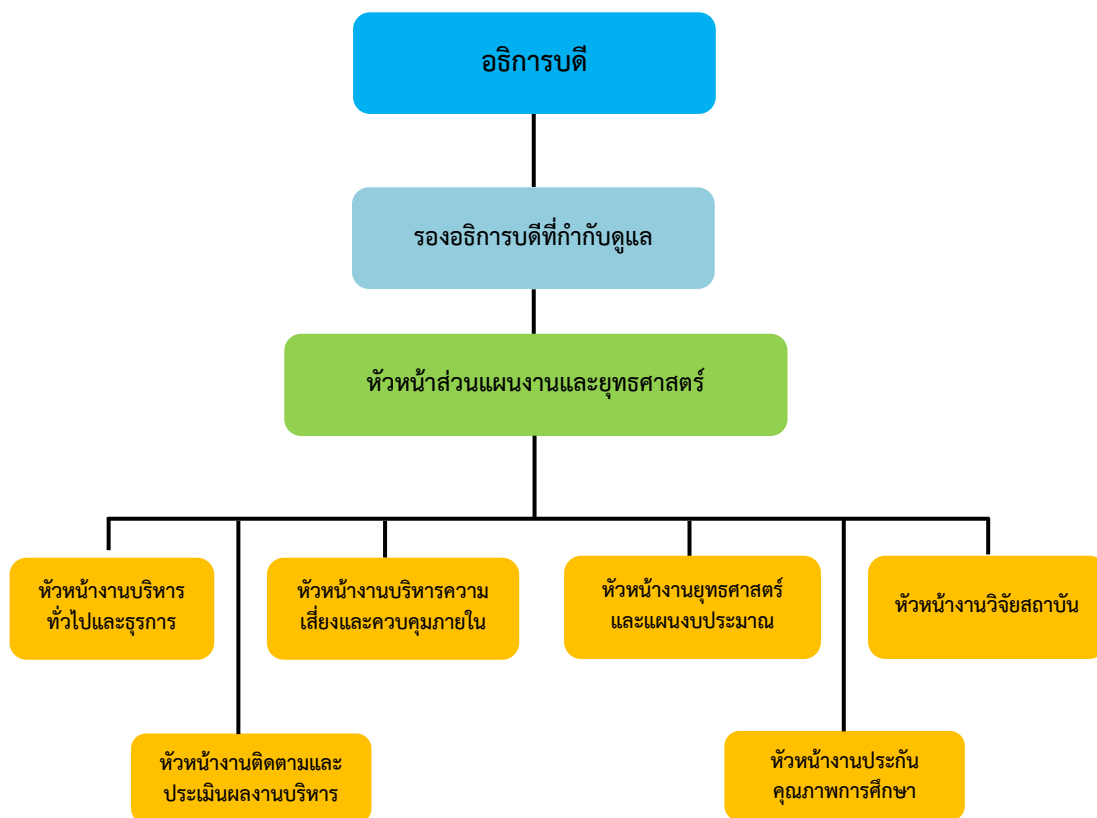 อธิการบดี
รองอธิการบดีที่กำกับดูแล
หัวหน้าส่วนแผนงานและยุทธศาสตร์
หัวหน้างานบริหาร
ทั่วไปและธุรการ
หัวหน้างานบริหารความ
เสี่ยงและควบคุมภายใน
หัวหน้างานยุทธศาสตร์
และแผนงบประมาณ
หัวหน้างานวิจัยสถาบัน
หัวหน้างานติดตามและ
ประเมินผลงานบริหาร
หัวหน้างานประกัน
คุณภาพการศึกษา